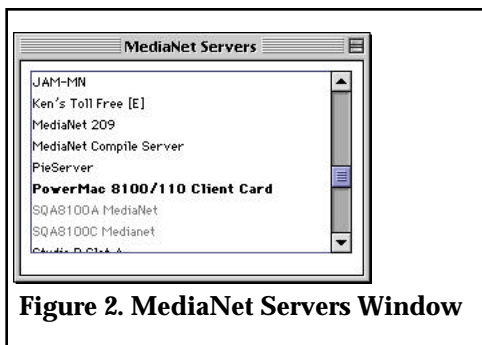 MediaNet Servers
JAM-MN
Ken's Toll Free [E]
MediaNet 209
MediaNet Compile Server
PieServer
PowerMac 8100/110 Client Card
SQA8100A MediaNet
SQA8100C Medianet
Figure 2. MediaNet Servers Window